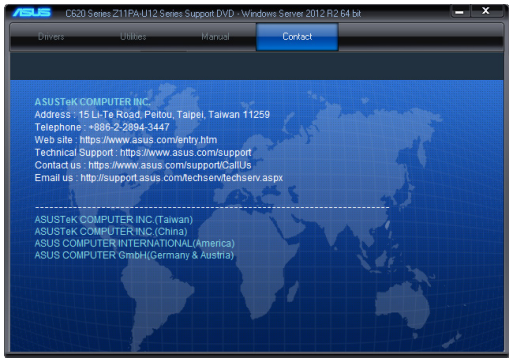 ASUS C620 Series Z11PA-U12 Series Support DVD - Windows Server 2012 R2 64 bit
Drivers Utilities Manual Contact
ASUSTeK COMPUTER INC.
Address : 15 Li-Te Road, Peitou, Taipei, Taiwan 11259
Telephone : +886-2-2894-3447
Web site : https://www.asus.com/entry.htm
Technical Support : https://www.asus.com/support
Contact us : https://www.asus.com/support/CallUs
Email us : http://support.asus.com/techserv/techserv.aspx
ASUSTeK COMPUTER INC.(Taiwan)
ASUSTeK COMPUTER INC.(China)
ASUS COMPUTER INTERNATIONAL(America)
ASUS COMPUTER GmbH(Germany & Austria)